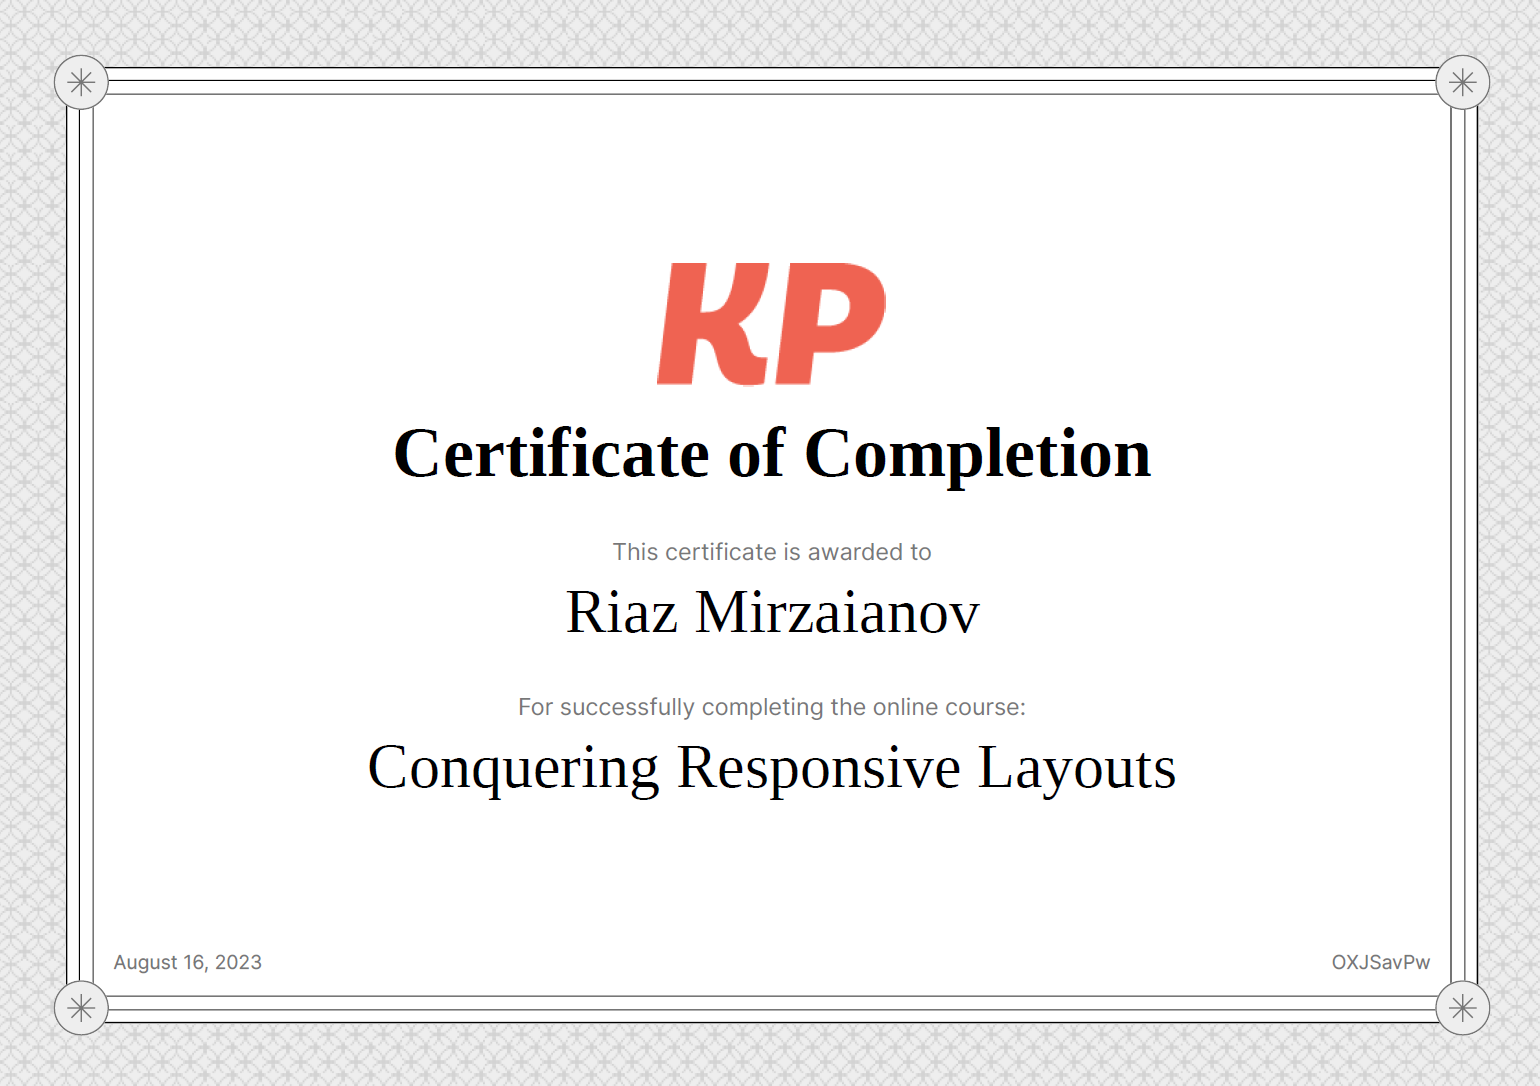 KP
Certificate of Completion
This certificate is awarded to
Riaz Mirzaianov
For successfully completing the online course:
Conquering Responsive Layouts
August 16, 2023
OXJSavPw